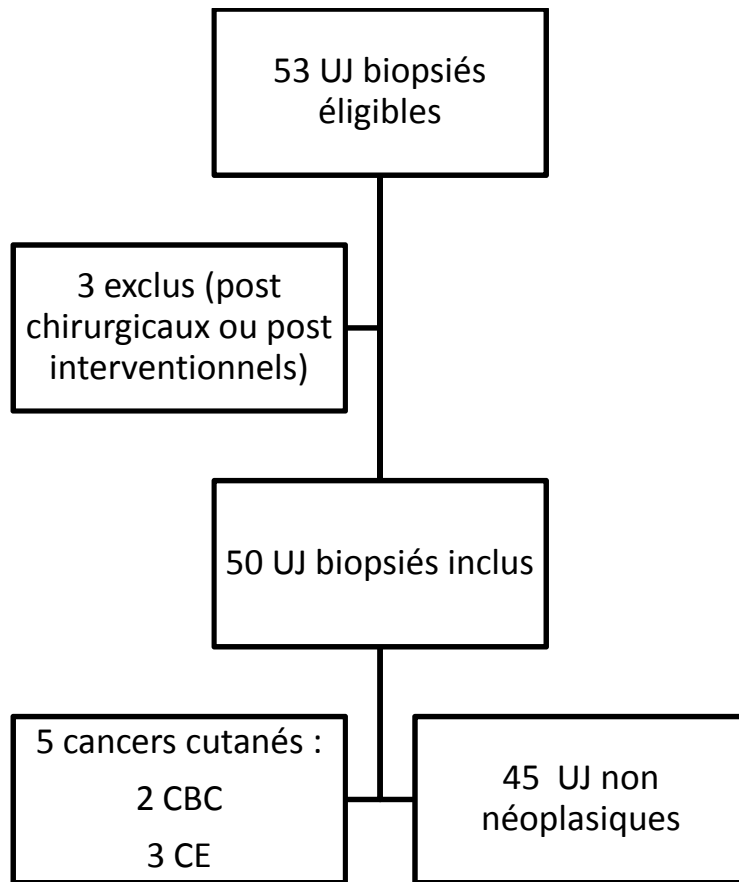 53 UJ biopsiés
éligibles
3 exclus (post
chirurgicaux ou post
interventionnels)
50 UJ biopsiés inclus
5 cancers cutanés :
2 CBC
3 CE
45 UJ non
néoplasiques